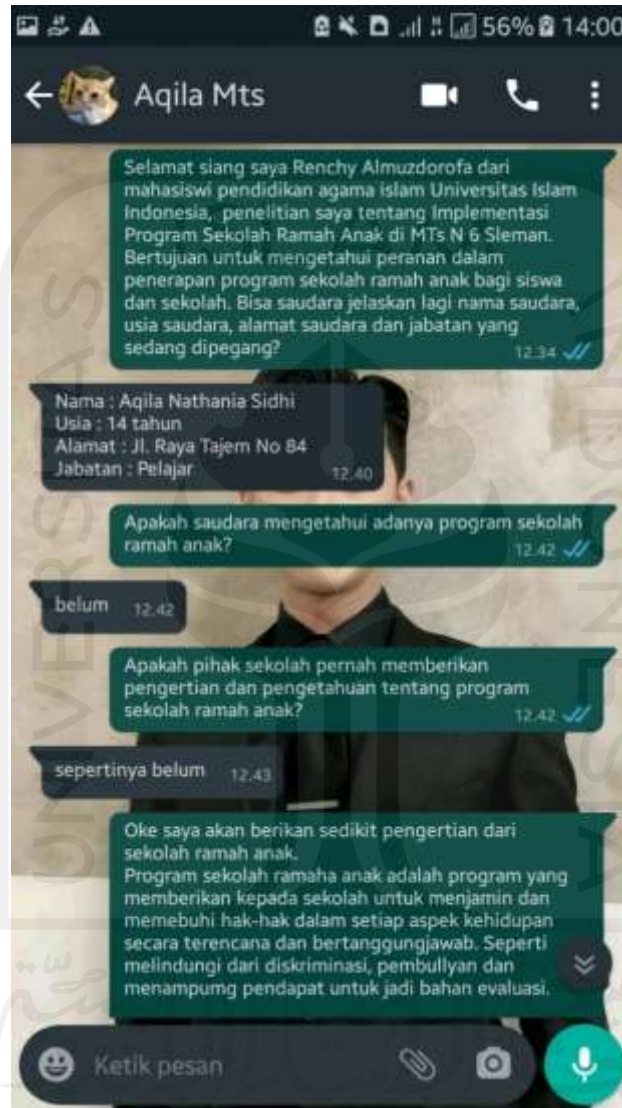 56% 14:00
Aqila Mts
Selamat siang saya Renchy Almuzdorofa dari
mahasiswi pendidikan agama islam Universitas Islam
Indonesia, penelitian saya tentang Implementasi
Program Sekolah Ramah Anak di MTs N 6 Sleman.
Bertujuan untuk mengetahui peranan dalam
penerapan program sekolah ramah anak bagi siswa
dan sekolah. Bisa saudara jelaskan lagi nama saudara,
usia saudara, alamat saudara dan jabatan yang
sedang dipegang?
12.34
Nama : Aqila Nathania Sidhi
Usia : 14 tahun
Alamat : Jl. Raya Tajem No 84
Jabatan : Pelajar
12.40
Apakah saudara mengetahui adanya program sekolah
ramah anak?
12.42
belum 12.42
Apakah pihak sekolah pernah memberikan
pengertian dan pengetahuan tentang program
sekolah ramah anak?
12.42
sepertinya belum 12.43
Oke saya akan berikan sedikit pengertian dari
sekolah ramah anak.
Program sekolah ramaha anak adalah program yang
memberikan kepada sekolah untuk menjamin dan
memebuhi hak-hak dalam setiap aspek kehidupan
secara terencana dan bertanggungjawab. Seperti
melindungi dari diskriminasi, pembullyan dan
menampumg pendapat untuk jadi bahan evaluasi.
Ketik pesan
UNIVERSITAS
INDONESIA